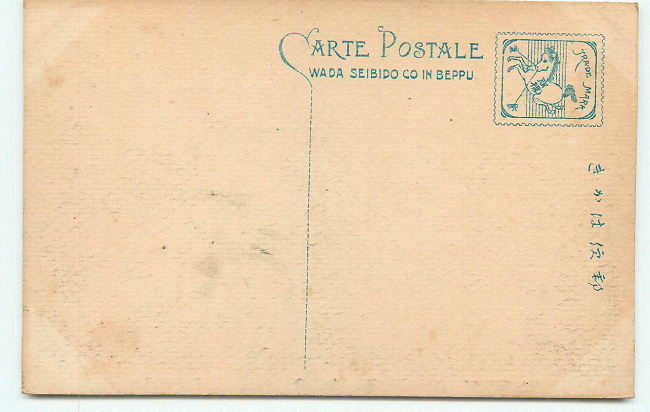 CARTE POSTALE
WADA SEIBIDO CO IN BEPPU
TRADE MARK
郵便はかき